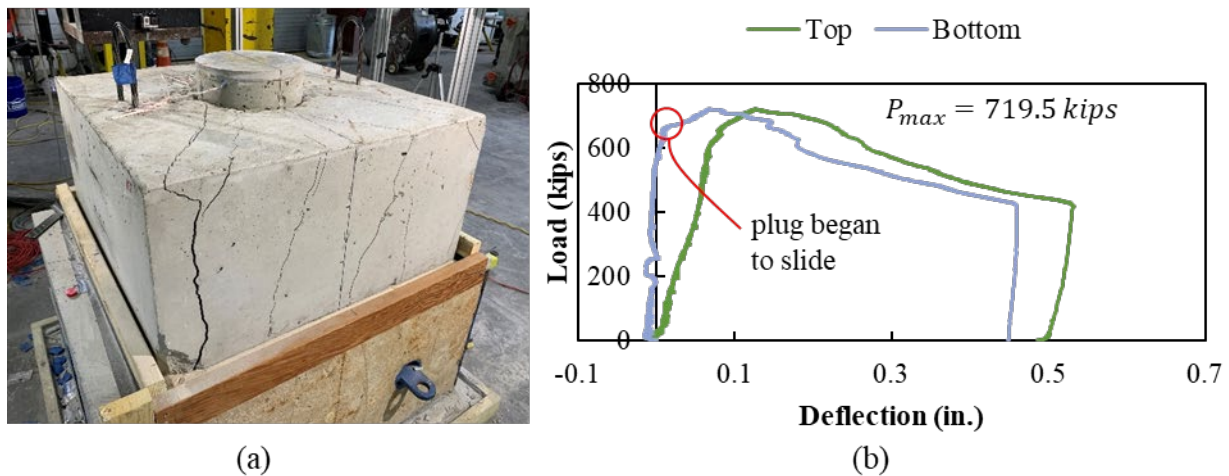 Top
Bottom
800
600
400
200
0
Load (kips)
P_max = 719.5 kips
plug began
to slide
-0.1
0.1
0.3
0.5
0.7
Deflection (in.)
(a)
(b)